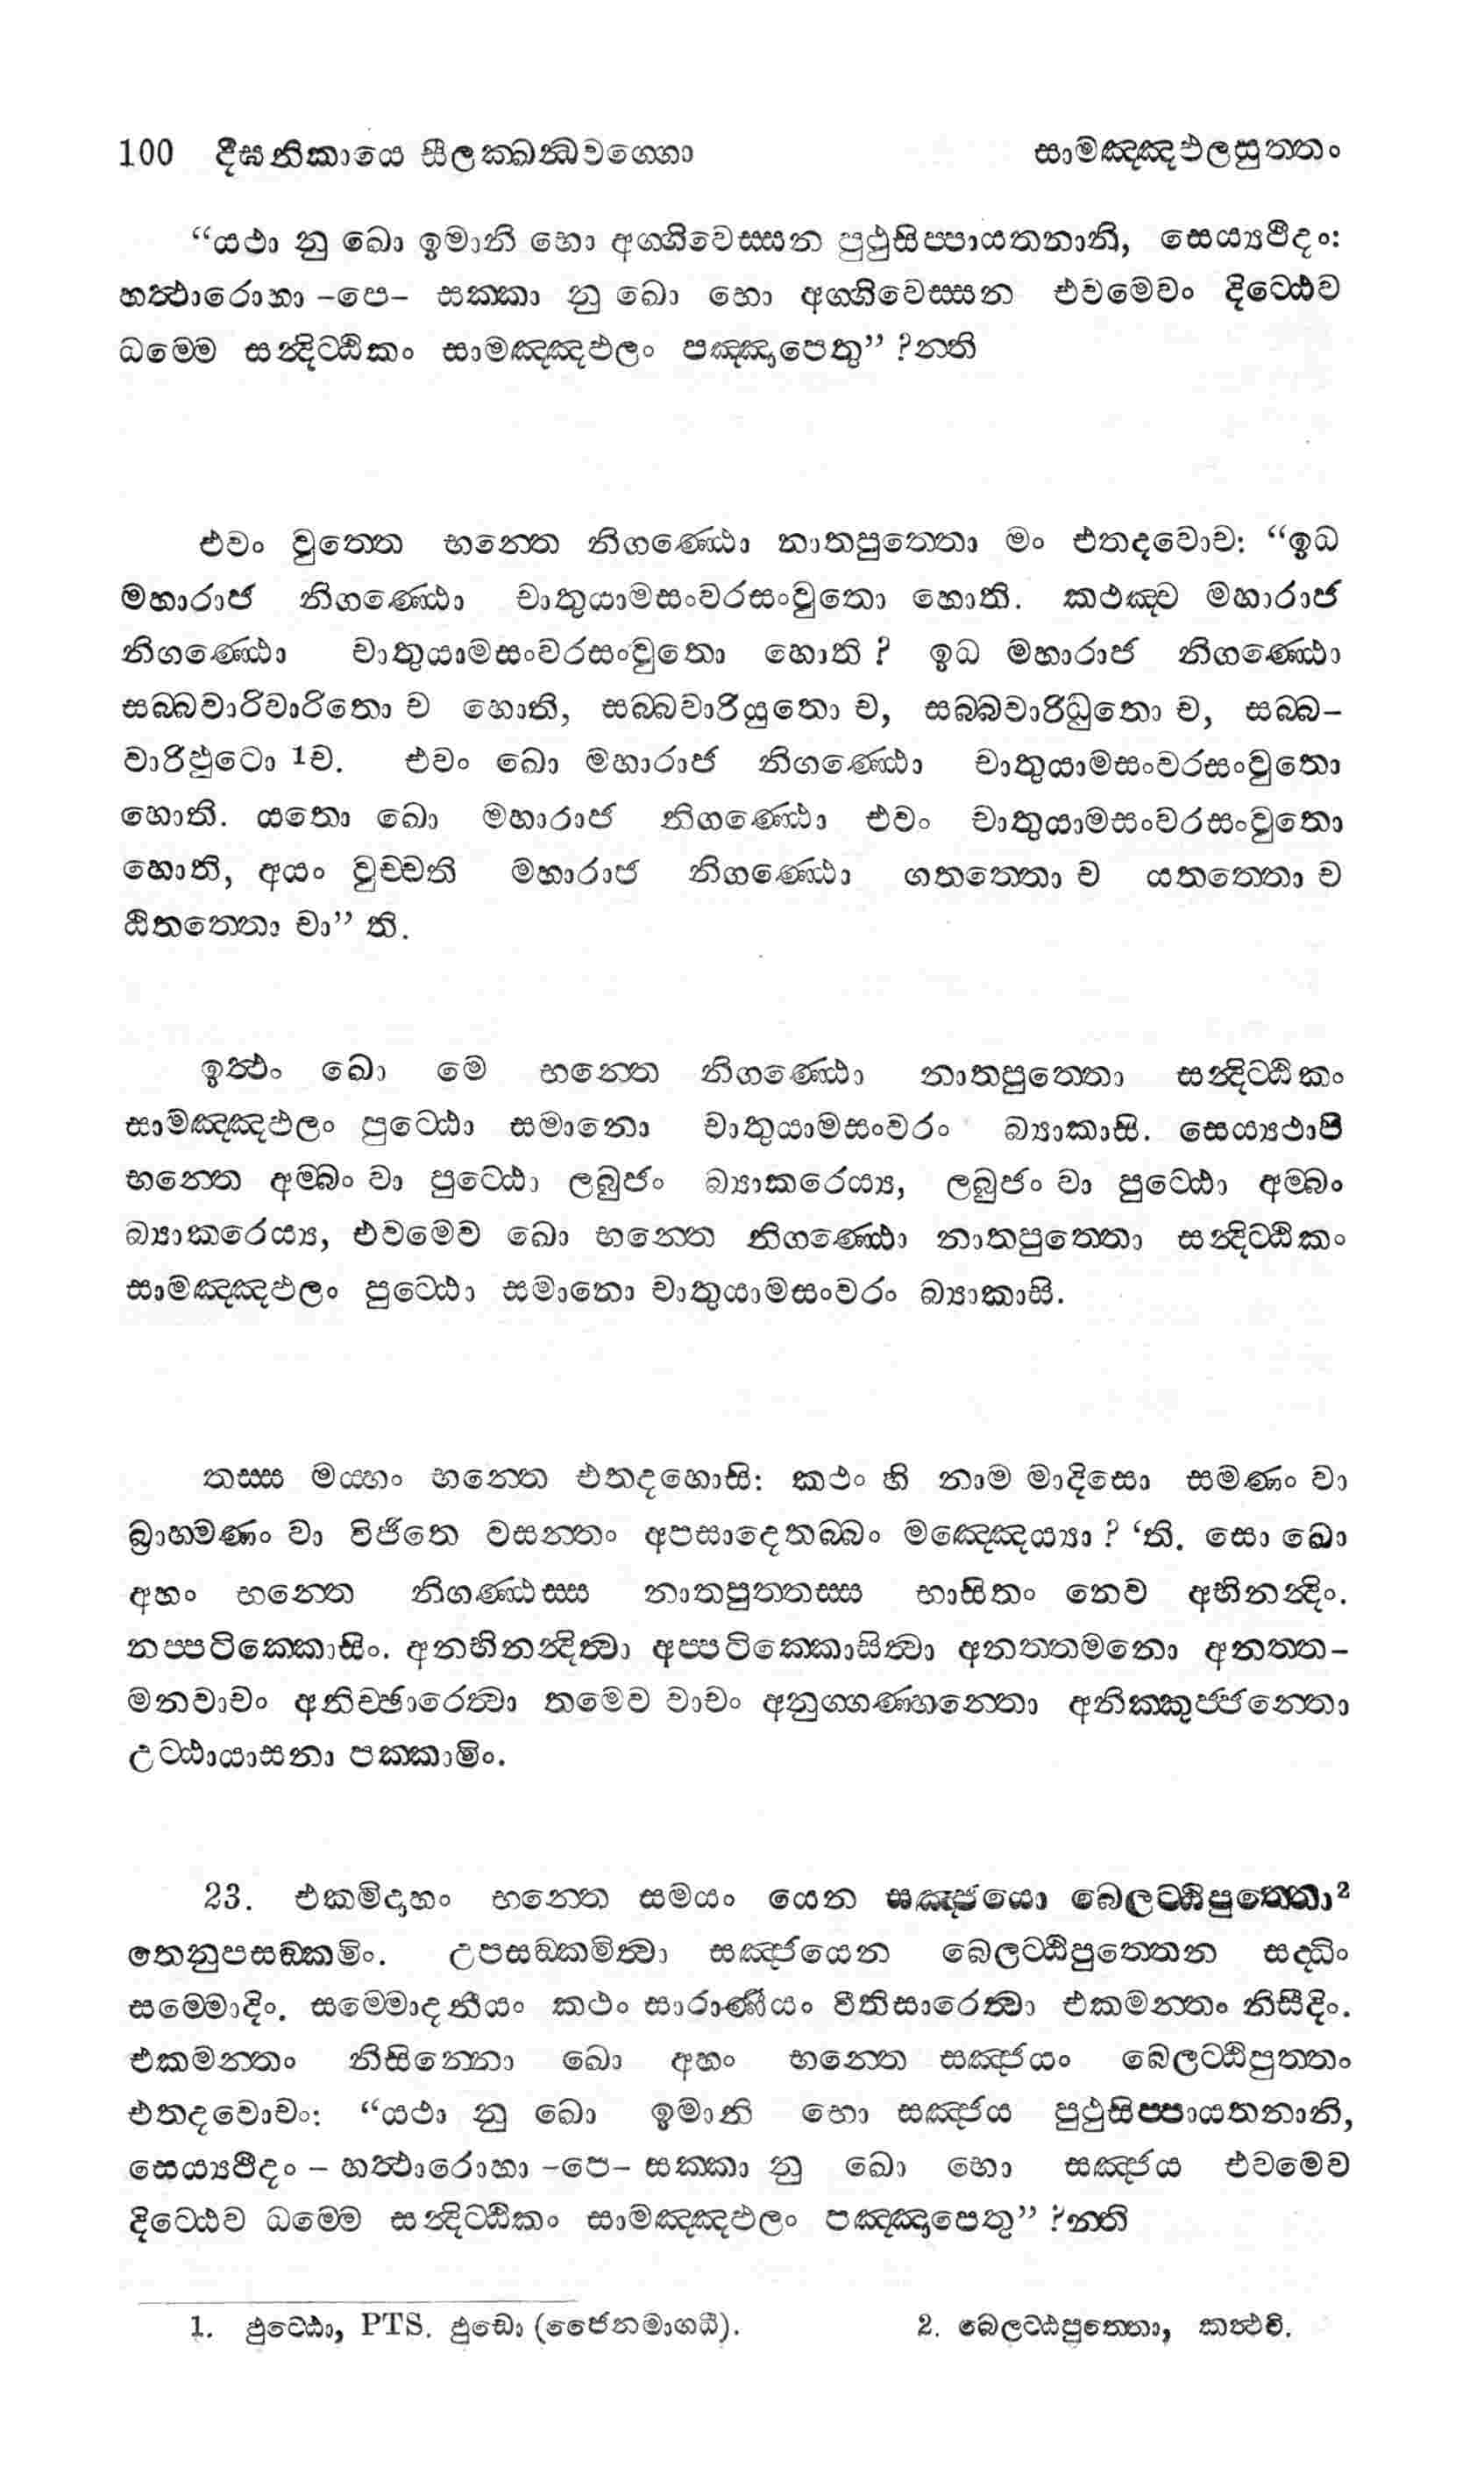 100 දීඝනිකායෙ සීලක්ඛන්ධවග්ගො සාමඤ්ඤඵලසුත්තං
“යථා නු ඛො ඉමානි භො අග්ගිවෙස්සන පුථුසිප්පායතනානි, සෙය්‍යථීදං:
හත්ථාරොහා -පෙ- සක්කා නු ඛො භො අග්ගිවෙස්සන එවමෙවං දිට්ඨෙව
ධම්මෙ සන්දිට්ඨිකං සාමඤ්ඤඵලං පඤ්ඤාපෙතු” ?න්ති
එවං වුත්තෙ භන්තෙ නිගණ්ඨො නාතපුත්තො මං එතදවොච: “ඉධ
මහාරාජ නිගණ්ඨො චාතුයාමසංවරසංවුතො හොති. කථඤ්ච මහාරාජ
නිගණ්ඨො චාතුයාමසංවරසංවුතො හොති ? ඉධ මහාරාජ නිගණ්ඨො
සබ්බවාරිවාරිතො ච හොති, සබ්බවාරියුතො ච, සබ්බවාරිධුතො ච, සබ්බ-
වාරිඵුටො 1ච. එවං ඛො මහාරාජ නිගණ්ඨො චාතුයාමසංවරසංවුතො
හොති. යතො ඛො මහාරාජ නිගණ්ඨො එවං චාතුයාමසංවරසංවුතො
හොති, අයං වුච්චති මහාරාජ නිගණ්ඨො ගතත්තො ච යතත්තො ච
ඨිතත්තො චා” ති.
ඉත්ථං ඛො මෙ භන්තෙ නිගණ්ඨො නාතපුත්තො සන්දිට්ඨිකං
සාමඤ්ඤඵලං පුට්ඨො සමානො චාතුයාමසංවරං බ්‍යාකාසි. සෙය්‍යථාපි
භන්තෙ අම්බං වා පුට්ඨො ලබුජං බ්‍යාකරෙය්‍ය, ලබුජං වා පුට්ඨො අම්බං
බ්‍යාකරෙය්‍ය, එවමෙව ඛො භන්තෙ නිගණ්ඨො නාතපුත්තො සන්දිට්ඨිකං
සාමඤ්ඤඵලං පුට්ඨො සමානො චාතුයාමසංවරං බ්‍යාකාසි.
තස්ස මය්හං භන්තෙ එතදහොසි: කථං හි නාම මාදිසො සමණං වා
බ්‍රාහ්මණං වා විජිතෙ වසන්තං අපසාදෙතබ්බං මඤ්ඤෙය්‍යා ? ‘ති. සො ඛො
අහං භන්තෙ නිගණ්ඨස්ස නාතපුත්තස්ස භාසිතං නෙව අභිනන්දිං.
නප්පටික්කොසිං. අනභිනන්දිත්‍වා අප්පටික්කොසිත්‍වා අනත්තමනො අනත්ත-
මනවාචං අනිච්ඡාරෙත්‍වා තමෙව වාචං අනුග්ගණ්හන්තො අනික්කුජ්ජන්තො
උට්ඨායාසනා පක්කාමිං.
23. එකමිදාහං භන්තෙ සමයං යෙන සඤ්ජයො බෙලට්ඨිපුත්තො2
තෙනුපසඞ්කමිං. උපසඞ්කමිත්‍වා සඤ්ජයෙන බෙලට්ඨිපුත්තෙන සද්ධිං
සම්මොදිං. සම්මොදනීයං කථං සාරාණීයං වීතිසාරෙත්‍වා එකමන්තං නිසීදිං.
එකමන්තං නිසින්නො ඛො අහං භන්තෙ සඤ්ජයං බෙලට්ඨිපුත්තං
එතදවොචං: “යථා නු ඛො ඉමානි භො සඤ්ජය පුථුසිප්පායතනානි,
සෙය්‍යථීදං - හත්ථාරොහා -පෙ- සක්කා නු ඛො භො සඤ්ජය එවමෙව
දිට්ඨෙව ධම්මෙ සන්දිට්ඨිකං සාමඤ්ඤඵලං පඤ්ඤාපෙතු” ?න්ති
1. ඵුට්ඨො, PTS. ඵුඩො (ජෛනමාගධී). 2. බෙලට්ඨපුත්තො, කත්ථචි.